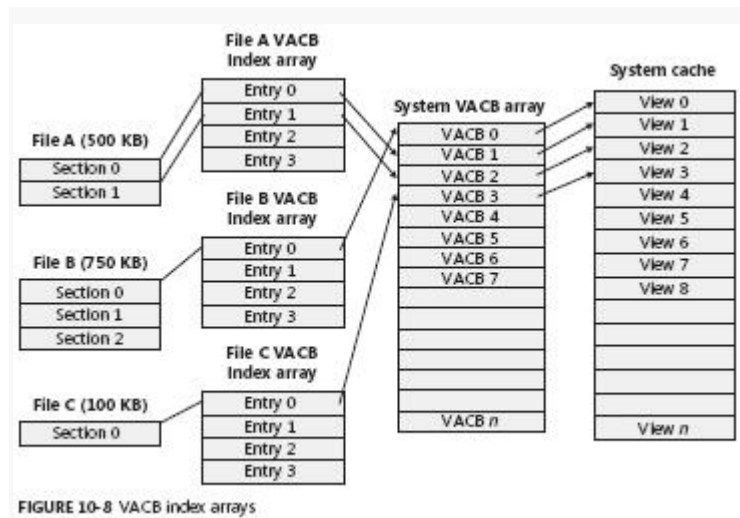 File A VACB
Index array
Entry 0
Entry 1
Entry 2
Entry 3
File A (500 KB)
Section 0
Section 1
File B VACB
Index array
Entry 0
Entry 1
Entry 2
Entry 3
File B (750 KB)
Section 0
Section 1
Section 2
File C VACB
Index array
Entry 0
Entry 1
Entry 2
Entry 3
File C (100 KB)
Section 0
System VACB array
VACB 0
VACB 1
VACB 2
VACB 3
VACB 4
VACB 5
VACB 6
VACB 7
VACB n
System cache
View 0
View 1
View 2
View 3
View 4
View 5
View 6
View 7
View 8
View n
FIGURE 10-8 VACB index arrays